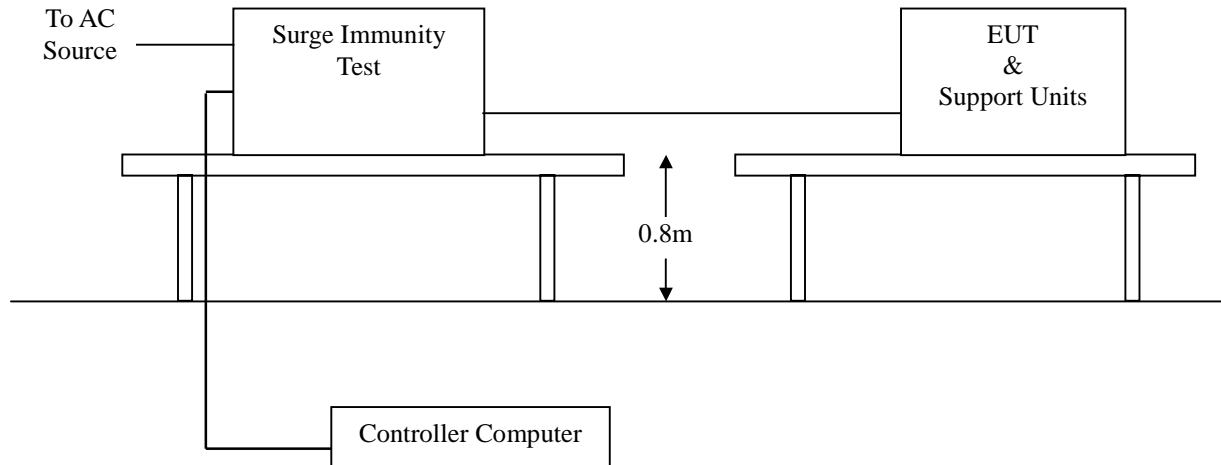 To AC
Source
Surge Immunity
Test
EUT
&
Support Units
0.8m
Controller Computer